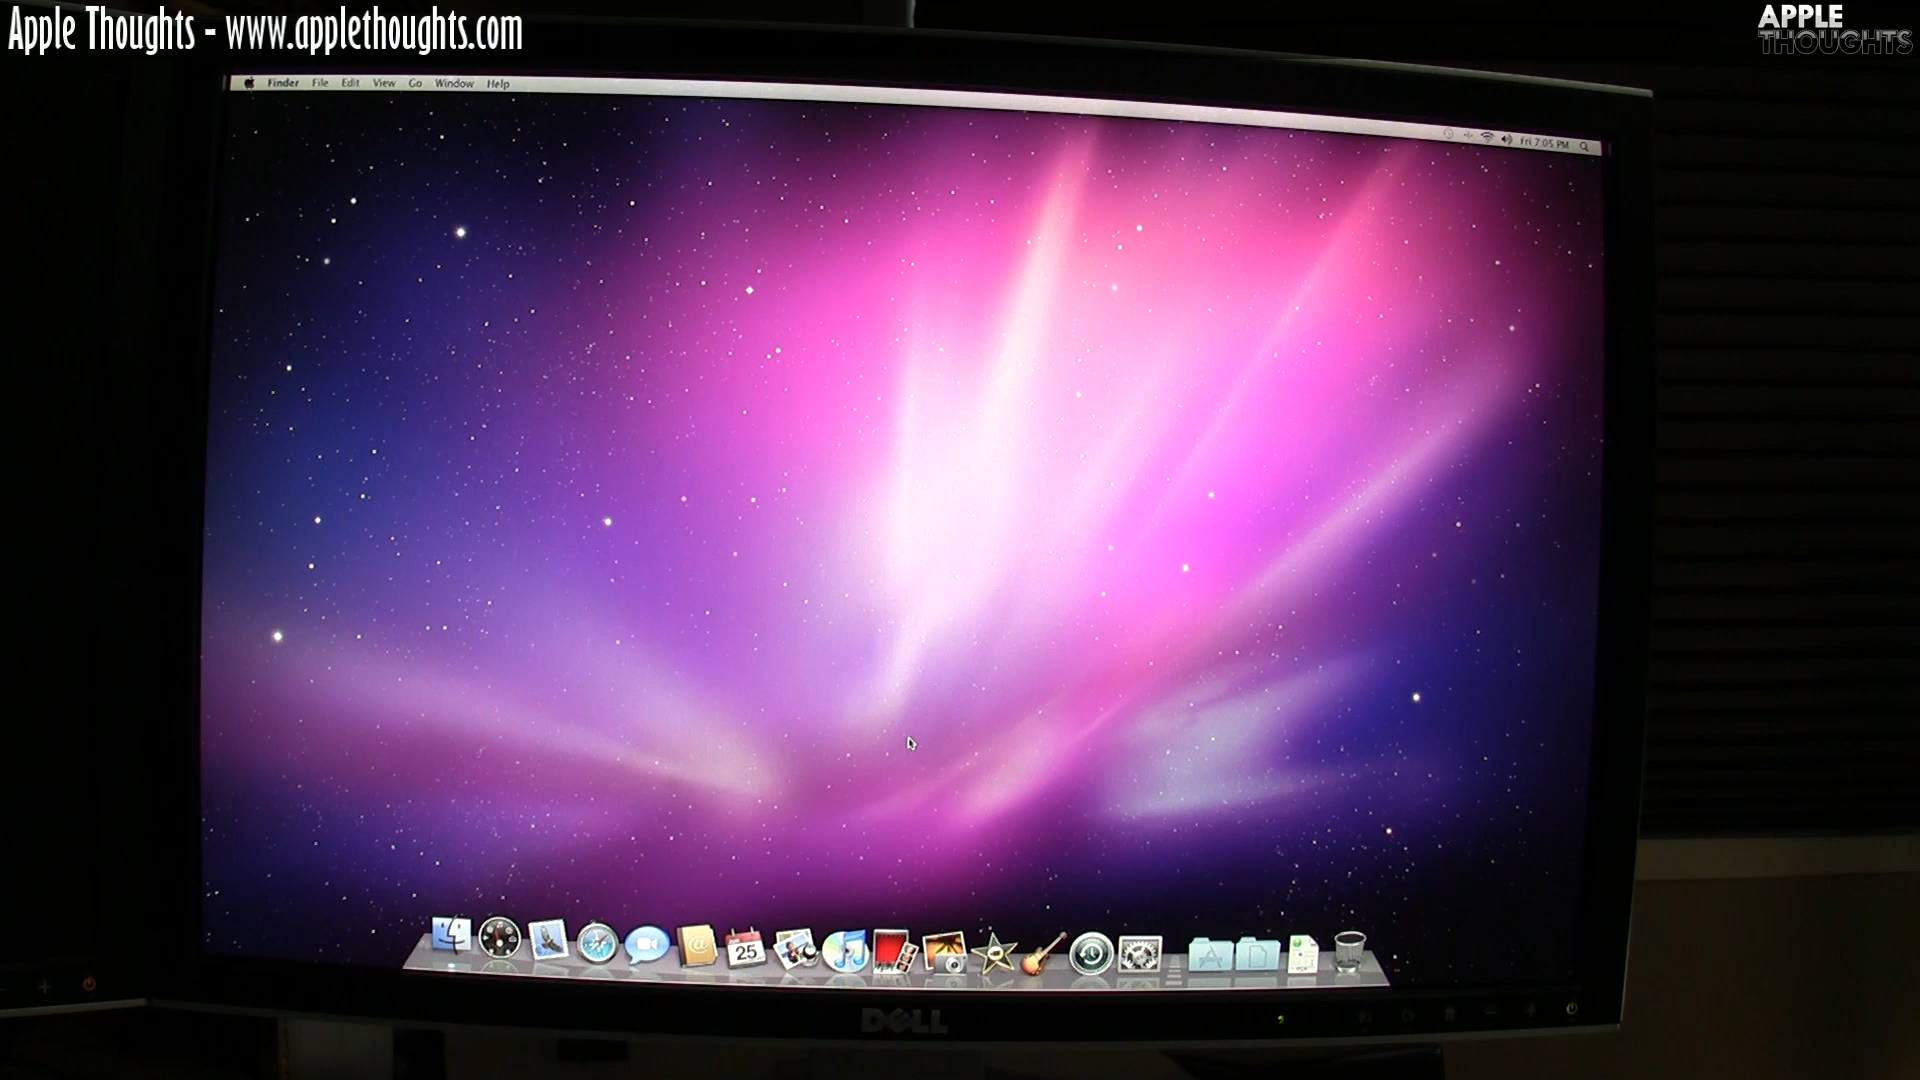 Apple Thoughts - www.applethoughts.com
APPLE
THOUGHTS
Finder File Edit View Go Window Help
Fri 7:05 PM
25
DELL